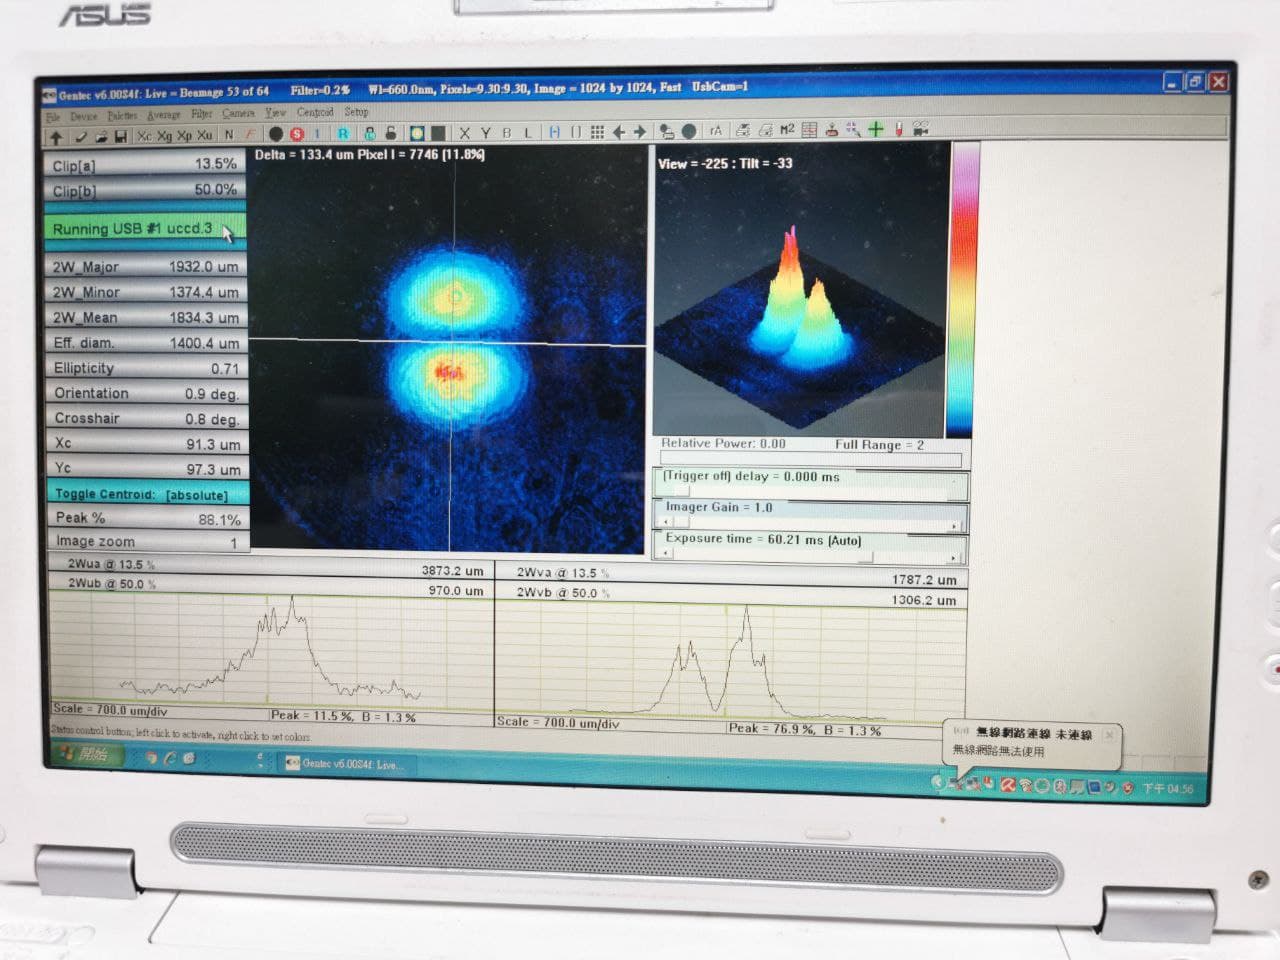 ASUS
Gentec v6.00S4f: Live = Beamage 53 of 64 Filter=0.2% Wl=660.0nm, Pixels=9.30:9.30, Image = 1024 by 1024, Fast UsbCam=1
File Device Palettes Average Filter Camera View Centroid Setup
Xc Xg Xp Xu N F S R X Y B L rA M2
Clip[a] 13.5%
Clip[b] 50.0%
Running USB #1 uccd.3
2W_Major 1932.0 um
2W_Minor 1374.4 um
2W_Mean 1834.3 um
Eff. diam. 1400.4 um
Ellipticity 0.71
Orientation 0.9 deg.
Crosshair 0.8 deg.
Xc 91.3 um
Yc 97.3 um
Toggle Centroid: [absolute]
Peak % 88.1%
Image zoom 1
Delta = 133.4 um Pixel I = 7746 [11.8%]
View = -225 : Tilt = -33
Relative Power: 0.00 Full Range = 2
[Trigger off] delay = 0.000 ms
Imager Gain = 1.0
Exposure time = 60.21 ms [Auto]
2Wua @ 13.5 % 3873.2 um
2Wub @ 50.0 % 970.0 um
2Wva @ 13.5 % 1787.2 um
2Wvb @ 50.0 % 1306.2 um
Scale = 700.0 um/div Peak = 11.5 %, B = 1.3 %
Scale = 700.0 um/div Peak = 76.9 %, B = 1.3 %
Status control button; left click to activate, right click to set colors.
無線網路連線 未連線
無線網路無法使用
開始
Gentec v6.00S4f: Live...
下午 04:56